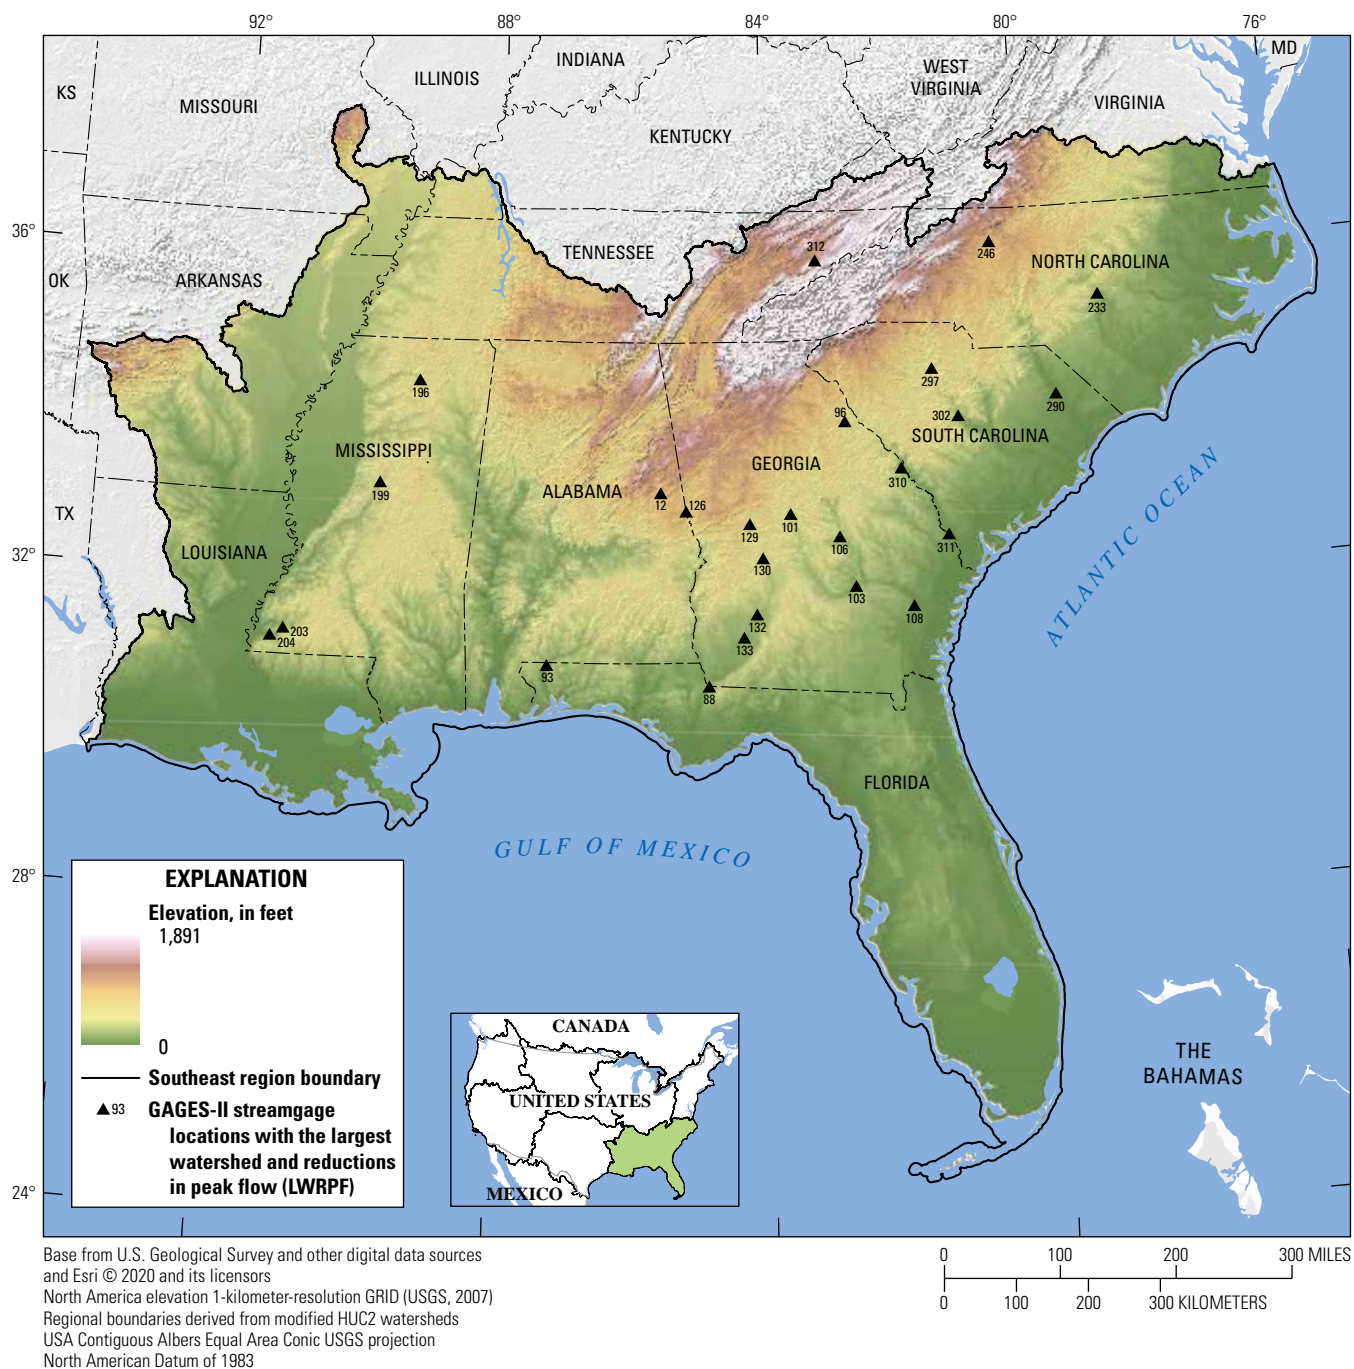 92°
88°
84°
80°
76°
MD
INDIANA
ILLINOIS
WEST
VIRGINIA
KS
MISSOURI
VIRGINIA
KENTUCKY
36°
312
246
TENNESSEE
NORTH CAROLINA
OK
ARKANSAS
233
297
196
290
96
302
SOUTH CAROLINA
MISSISSIPPI
GEORGIA
310
ALABAMA
199
12
126
TX
101
129
106
32°
LOUISIANA
311
130
103
108
132
203
204
133
93
88
ATLANTIC OCEAN
FLORIDA
GULF OF MEXICO
28°
24°
THE
BAHAMAS
EXPLANATION
Elevation, in feet
1,891
0
Southeast region boundary
93
GAGES-II streamgage
locations with the largest
watershed and reductions
in peak flow (LWRPF)
CANADA
UNITED STATES
MEXICO
Base from U.S. Geological Survey and other digital data sources
and Esri © 2020 and its licensors
North America elevation 1-kilometer-resolution GRID (USGS, 2007)
Regional boundaries derived from modified HUC2 watersheds
USA Contiguous Albers Equal Area Conic USGS projection
North American Datum of 1983
0 100 200 300 MILES
0 100 200 300 KILOMETERS